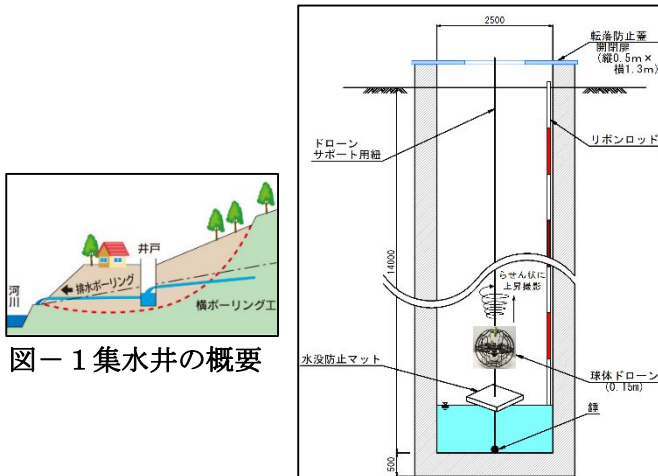 井戸
河川
排水ボーリング
横ボーリング工
図－１集水井の概要
2500
転落防止蓋
開閉扉
(縦0.5m×
横1.3m)
ドローン
サポート用紐
リボンロッド
14000
らせん状に
上昇撮影
水没防止マット
球体ドローン
(0.15m)
錘
500